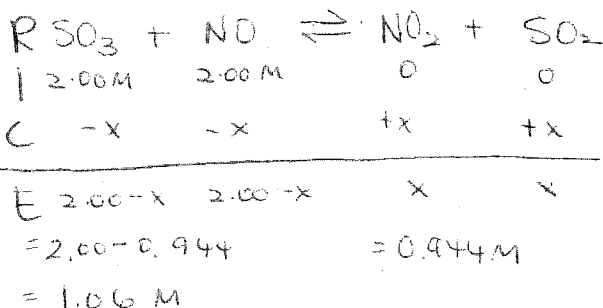 R SO₃ + NO ⇌ NO₂ + SO₂
I 2.00M 2.00M 0 0
C -x -x +x +x
E 2.00-x 2.00-x x x
=2.00-0.944 =0.944M
=1.06 M